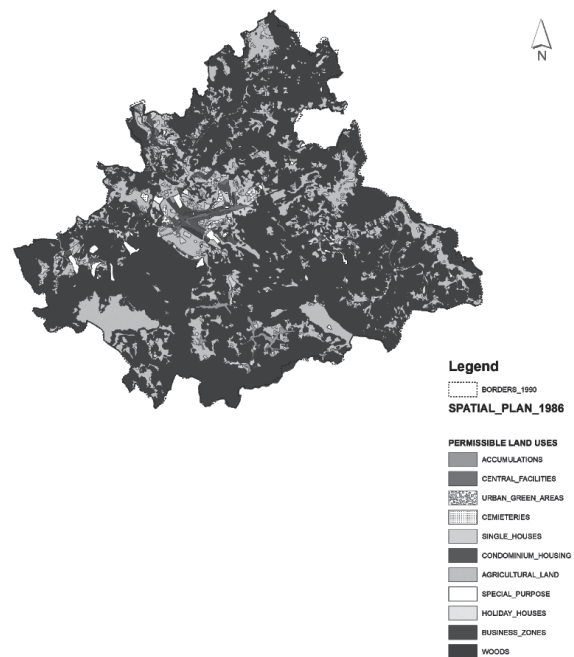 N
Legend
BORDERS_1990
SPATIAL_PLAN_1986
PERMISSIBLE LAND USES
ACCUMULATIONS
CENTRAL_FACILITIES
URBAN_GREEN_AREAS
CEMIETERIES
SINGLE_HOUSES
CONDOMINIUM_HOUSING
AGRICULTURAL_LAND
SPECIAL_PURPOSE
HOLIDAY_HOUSES
BUSINESS_ZONES
WOODS